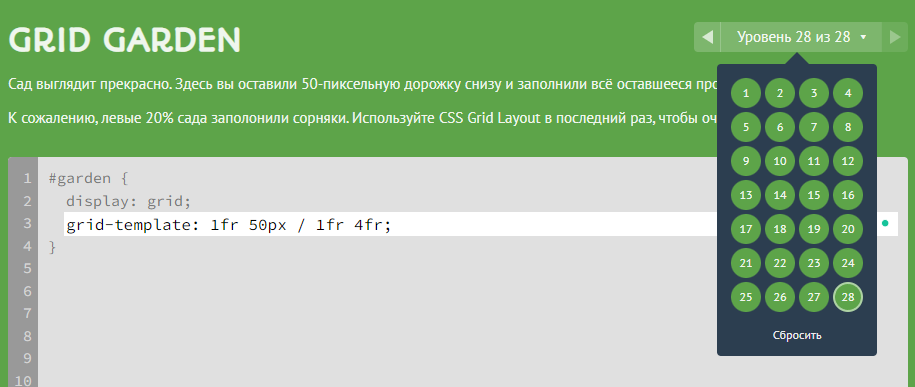 GRID GARDEN
Уровень 28 из 28
Сад выглядит прекрасно. Здесь вы оставили 50-пиксельную дорожку снизу и заполнили всё оставшееся
К сожалению, левые 20% сада заполонили сорняки. Используйте CSS Grid Layout в последний раз, чтобы
1 #garden {
2 display: grid;
3 grid-template: 1fr 50px / 1fr 4fr;
4 }
5
6
7
8
9
10
1 2 3 4
5 6 7 8
9 10 11 12
13 14 15 16
17 18 19 20
21 22 23 24
25 26 27 28
Сбросить